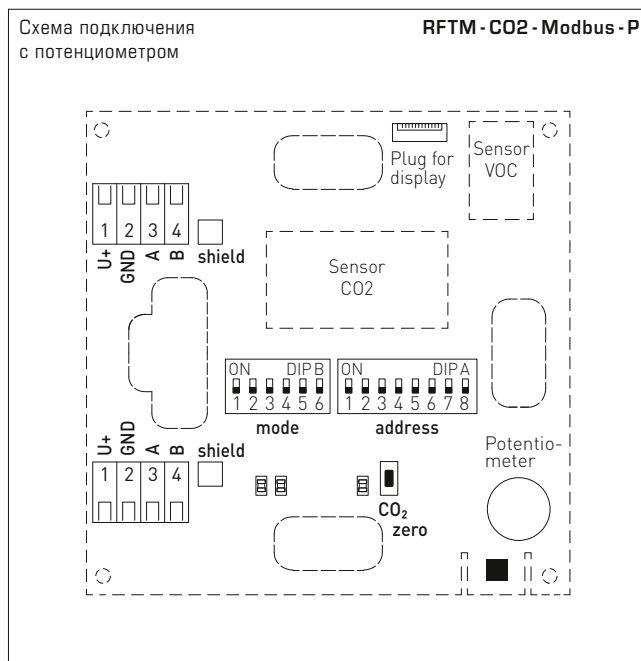 Схема подключения
с потенциометром
RFTM - CO2 - Modbus - P
Plug for
display
Sensor
VOC
1 2 3 4
U+ GND A B shield
Sensor
CO2
ON DIP B
1 2 3 4 5 6
mode
ON DIP A
1 2 3 4 5 6 7 8
address
U+ GND A B shield
1 2 3 4
Potentio-
meter
CO₂
zero